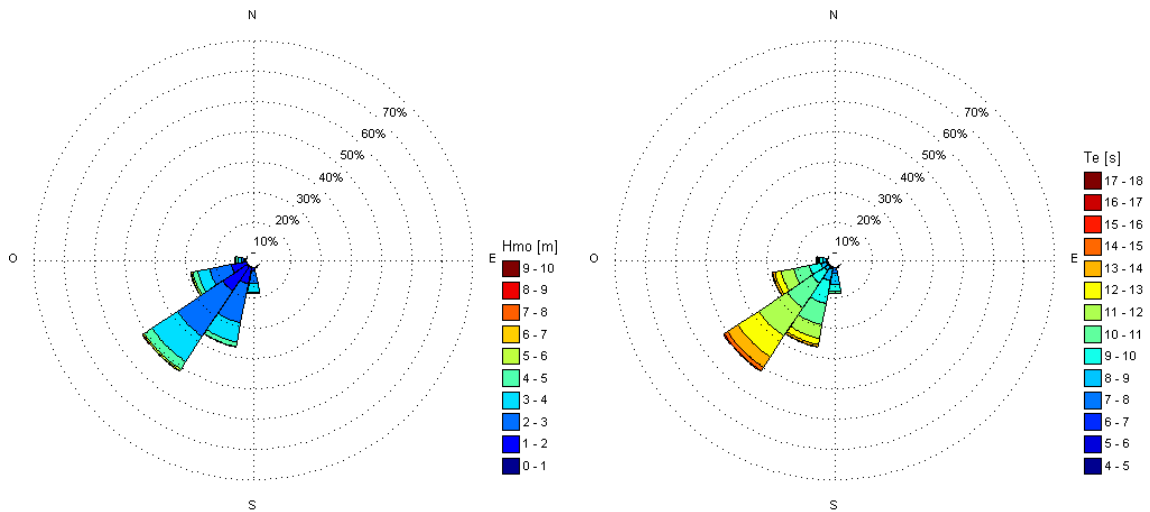 N
70%
60%
50%
40%
30%
20%
10%
O
E
S
Hmo [m]
9 - 10
8 - 9
7 - 8
6 - 7
5 - 6
4 - 5
3 - 4
2 - 3
1 - 2
0 - 1
N
70%
60%
50%
40%
30%
20%
10%
O
E
S
Te [s]
17 - 18
16 - 17
15 - 16
14 - 15
13 - 14
12 - 13
11 - 12
10 - 11
9 - 10
8 - 9
7 - 8
6 - 7
5 - 6
4 - 5